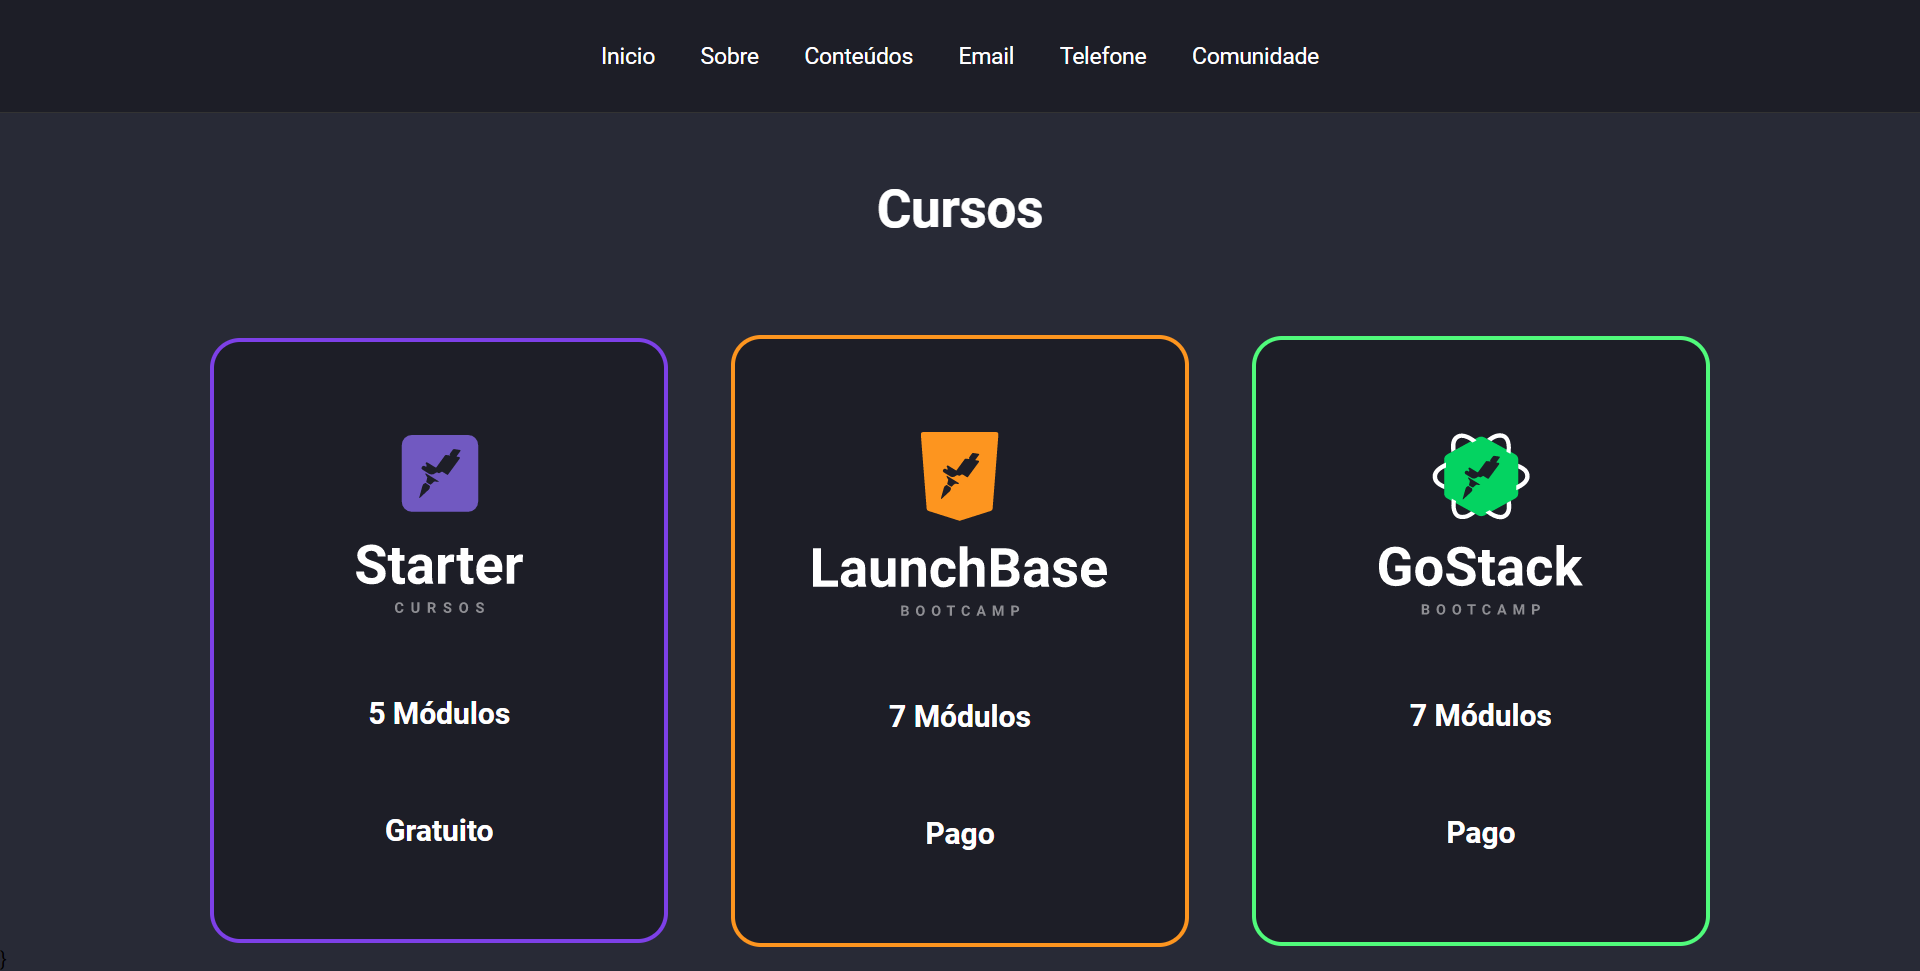 Inicio Sobre Conteúdos Email Telefone Comunidade
Cursos
Starter
CURSOS
5 Módulos
Gratuito
LaunchBase
BOOTCAMP
7 Módulos
Pago
GoStack
BOOTCAMP
7 Módulos
Pago
}